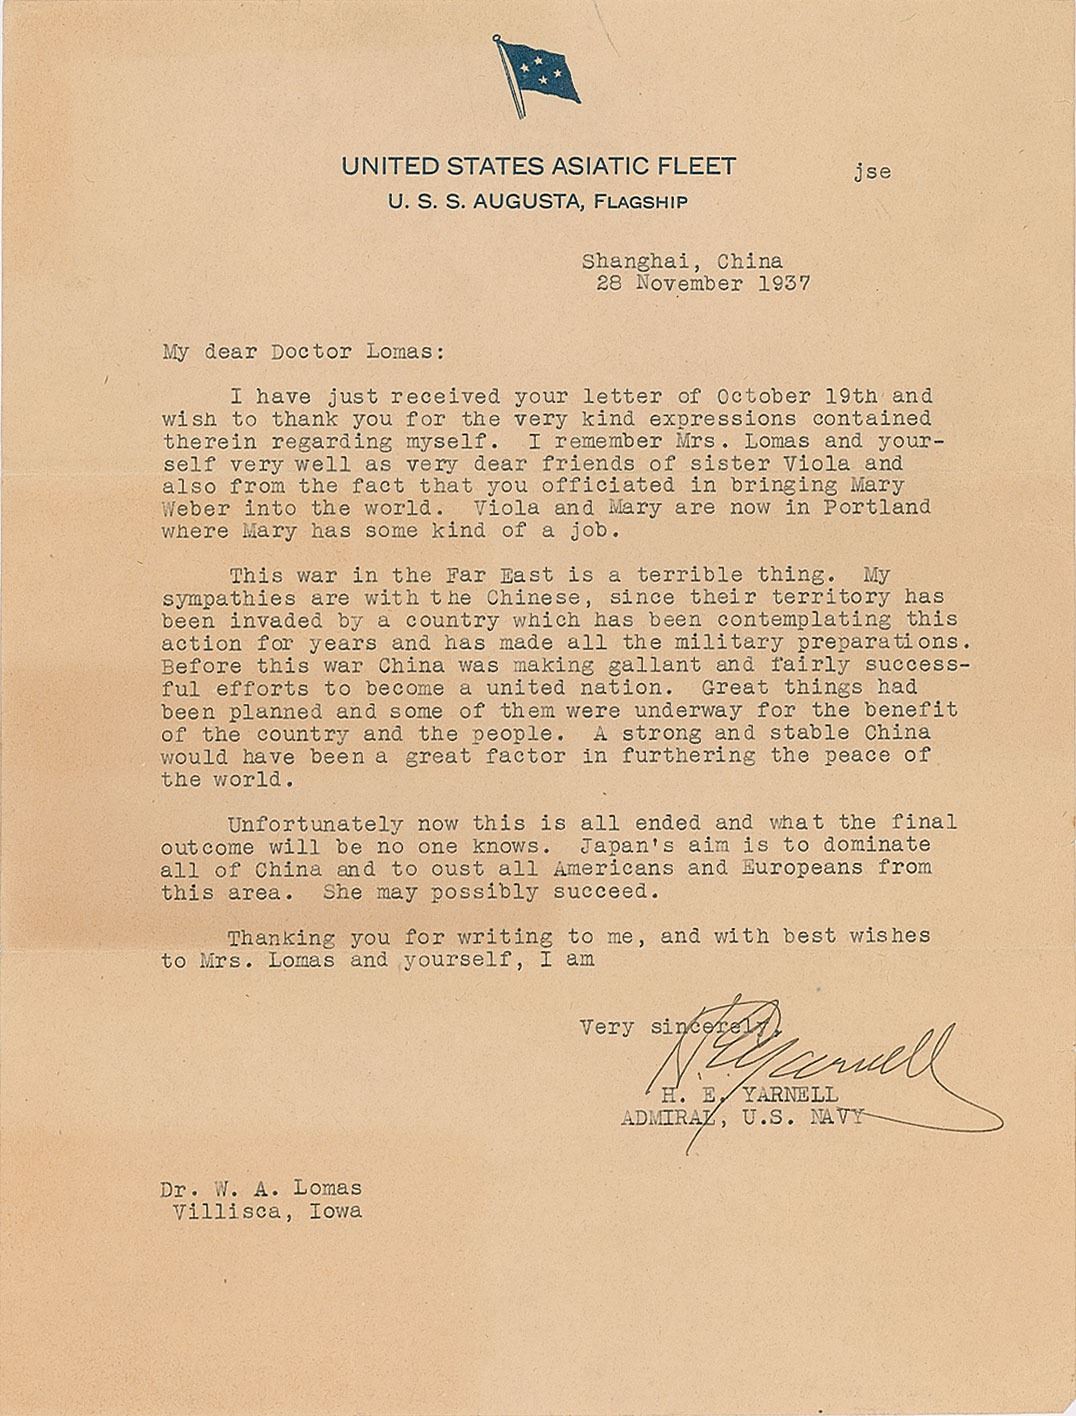 UNITED STATES ASIATIC FLEET
jse
U. S. S. AUGUSTA, FLAGSHIP
Shanghai, China
28 November 1937
My dear Doctor Lomas:
I have just received your letter of October 19th and
wish to thank you for the very kind expressions contained
therein regarding myself. I remember Mrs. Lomas and your-
self very well as very dear friends of sister Viola and
also from the fact that you officiated in bringing Mary
Weber into the world. Viola and Mary are now in Portland
where Mary has some kind of a job.
This war in the Far East is a terrible thing. My
sympathies are with the Chinese, since their territory has
been invaded by a country which has been contemplating this
action for years and has made all the military preparations.
Before this war China was making gallant and fairly success-
ful efforts to become a united nation. Great things had
been planned and some of them were underway for the benefit
of the country and the people. A strong and stable China
would have been a great factor in furthering the peace of
the world.
Unfortunately now this is all ended and what the final
outcome will be no one knows. Japan's aim is to dominate
all of China and to oust all Americans and Europeans from
this area. She may possibly succeed.
Thanking you for writing to me, and with best wishes
to Mrs. Lomas and yourself, I am
Very sincerely,
H E Yarnell
H. E. YARNELL
ADMIRAL, U.S. NAVY
Dr. W. A. Lomas
Villisca, Iowa